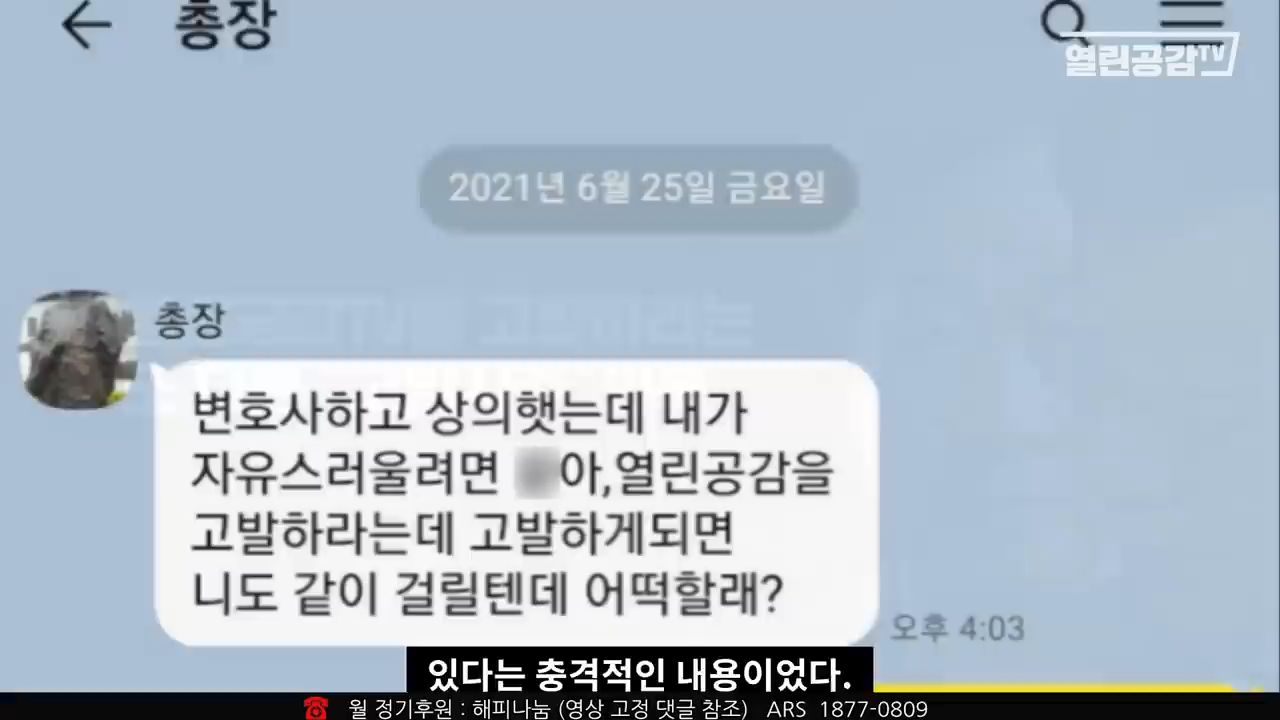 총장
열린공감TV
2021년 6월 25일 금요일
총장
변호사하고 상의햇는데 내가
자유스러울려면 아,열린공감을
고발하라는데 고발하게되면
니도 같이 걸릴텐데 어떡할래?
오후 4:03
있다는 충격적인 내용이었다.
월 정기후원 : 해피나눔 (영상 고정 댓글 참조) ARS 1877-0809